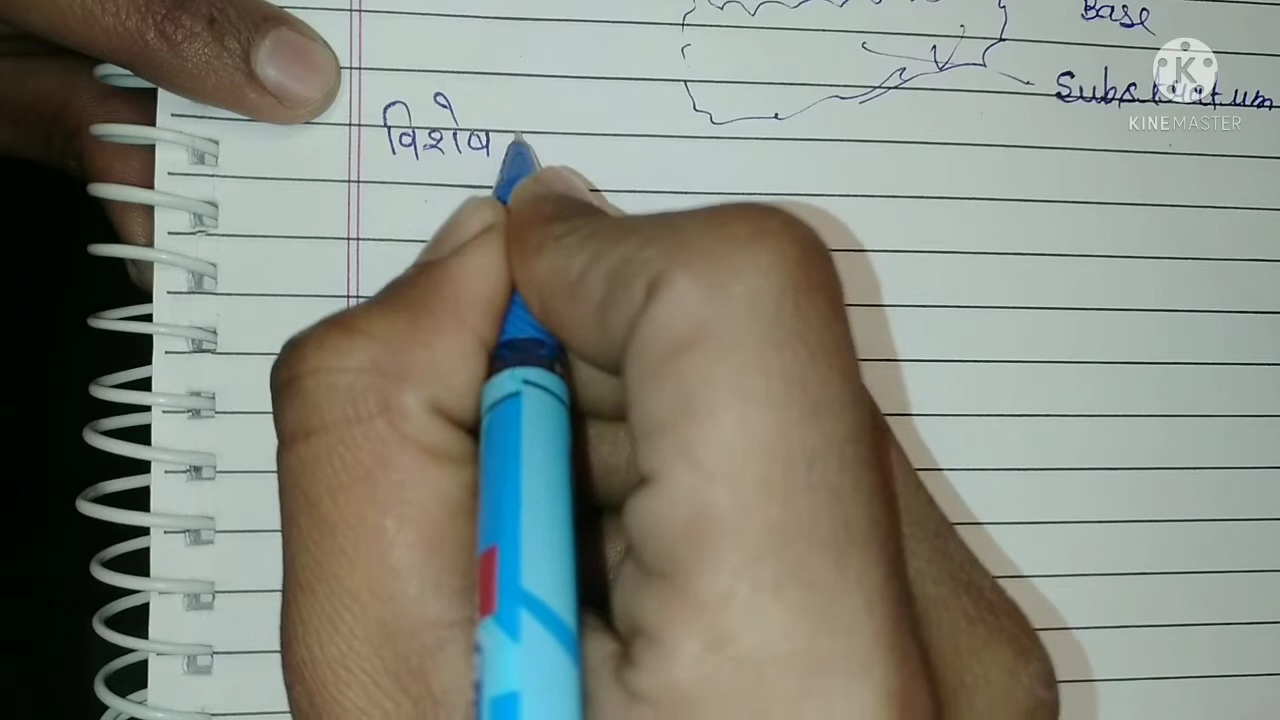 Base
Substratum
K
KINEMASTER
विशेष